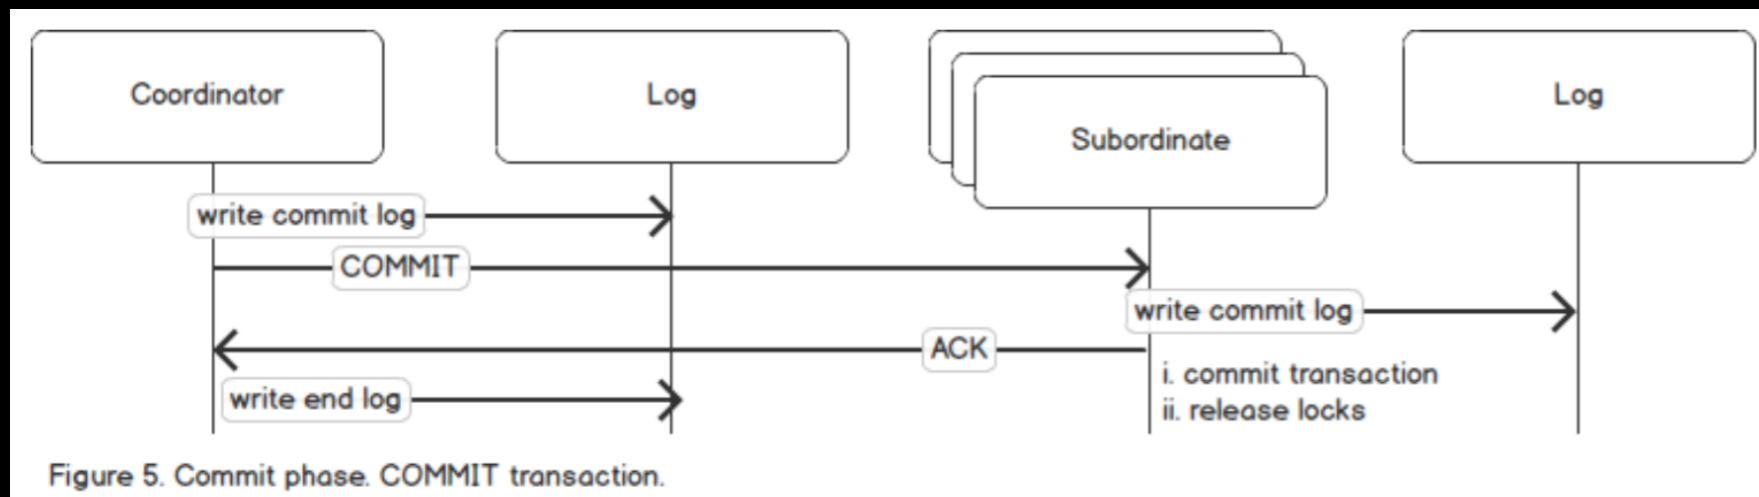 Coordinator
Log
Subordinate
Log
write commit log
COMMIT
write commit log
ACK
i. commit transaction
ii. release locks
write end log
Figure 5. Commit phase. COMMIT transaction.